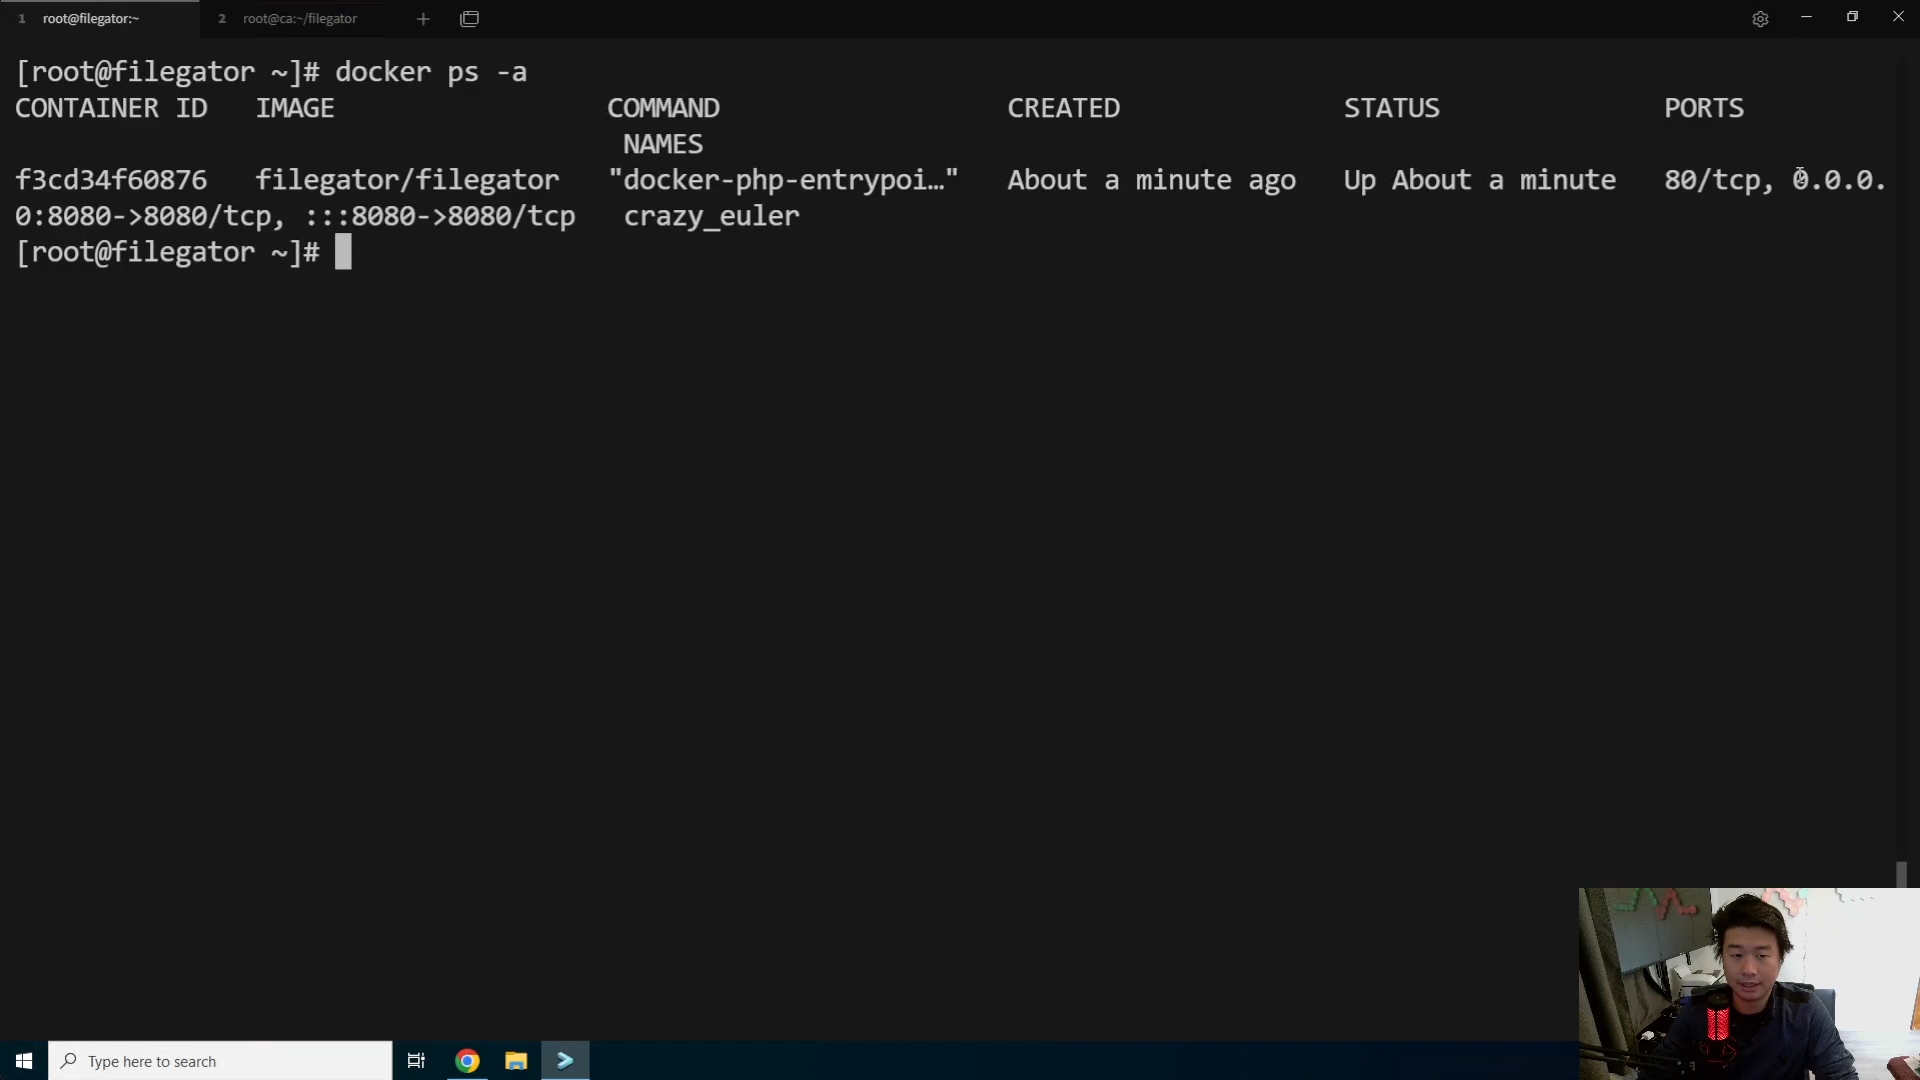 1 root@filegator:~ 2 root@ca:~/filegator
[root@filegator ~]# docker ps -a
CONTAINER ID IMAGE COMMAND CREATED STATUS PORTS
NAMES
f3cd34f60876 filegator/filegator "docker-php-entrypoi…" About a minute ago Up About a minute 80/tcp, 0.0.0.
0:8080->8080/tcp, :::8080->8080/tcp crazy_euler
[root@filegator ~]#
Type here to search